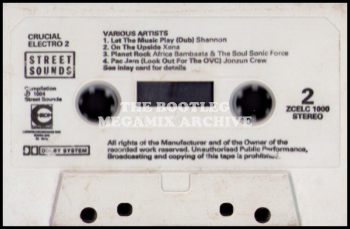 CRUCIAL
ELECTRO 2
STREET
SOUNDS
Compilation
℗ 1984
Street Sounds
VARIOUS ARTISTS
1. Let The Music Play (Dub) Shannon
2. On The Upside Xena
3. Planet Rock Africa Bambaata & The Soul Sonic Force
4. Pac Jam (Look Out For The OVC) Jonzun Crew
See inlay card for details
2
ZCELC 1000
STEREO
THE BOOTLEG
MEGAMIX ARCHIVE
DOLBY SYSTEM
All rights of the Manufacturer and of the Owner of the
recorded work reserved. Unauthorised Public Performance,
Broadcasting and copying of this tape is prohibited.